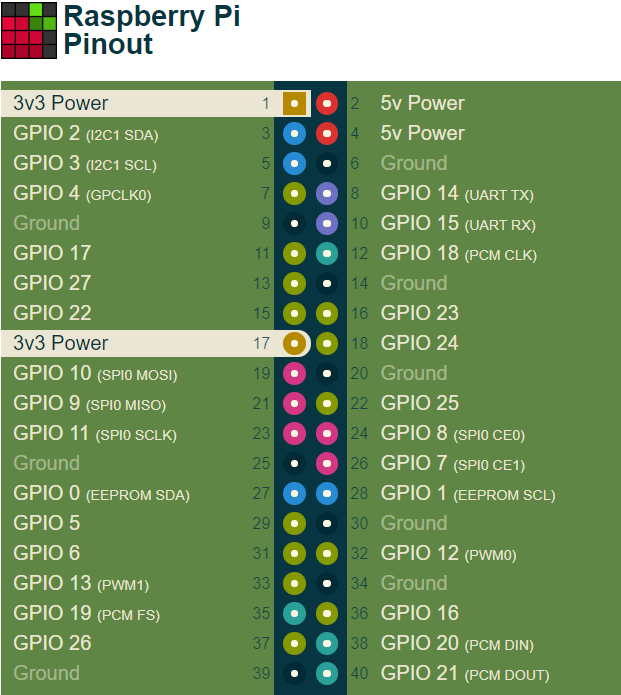 Raspberry Pi
Pinout
3v3 Power 1 2 5v Power
GPIO 2 (I2C1 SDA) 3 4 5v Power
GPIO 3 (I2C1 SCL) 5 6 Ground
GPIO 4 (GPCLK0) 7 8 GPIO 14 (UART TX)
Ground 9 10 GPIO 15 (UART RX)
GPIO 17 11 12 GPIO 18 (PCM CLK)
GPIO 27 13 14 Ground
GPIO 22 15 16 GPIO 23
3v3 Power 17 18 GPIO 24
GPIO 10 (SPI0 MOSI) 19 20 Ground
GPIO 9 (SPI0 MISO) 21 22 GPIO 25
GPIO 11 (SPI0 SCLK) 23 24 GPIO 8 (SPI0 CE0)
Ground 25 26 GPIO 7 (SPI0 CE1)
GPIO 0 (EEPROM SDA) 27 28 GPIO 1 (EEPROM SCL)
GPIO 5 29 30 Ground
GPIO 6 31 32 GPIO 12 (PWM0)
GPIO 13 (PWM1) 33 34 Ground
GPIO 19 (PCM FS) 35 36 GPIO 16
GPIO 26 37 38 GPIO 20 (PCM DIN)
Ground 39 40 GPIO 21 (PCM DOUT)